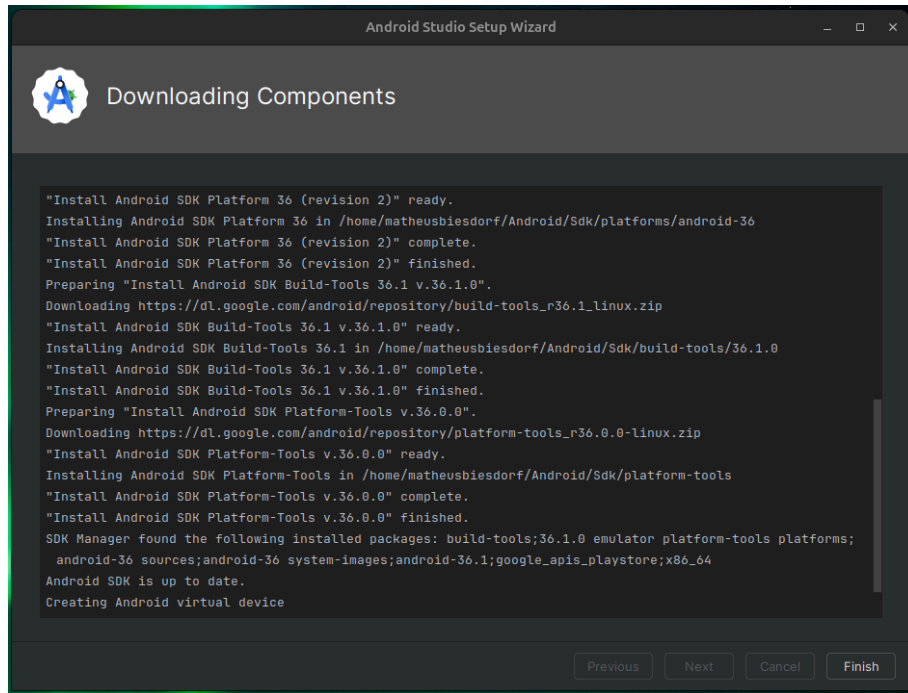 Android Studio Setup Wizard
Downloading Components
"Install Android SDK Platform 36 (revision 2)" ready.
Installing Android SDK Platform 36 in /home/matheusbiesdorf/Android/Sdk/platforms/android-36
"Install Android SDK Platform 36 (revision 2)" complete.
"Install Android SDK Platform 36 (revision 2)" finished.
Preparing "Install Android SDK Build-Tools 36.1 v.36.1.0".
Downloading https://dl.google.com/android/repository/build-tools_r36.1_linux.zip
"Install Android SDK Build-Tools 36.1 v.36.1.0" ready.
Installing Android SDK Build-Tools 36.1 in /home/matheusbiesdorf/Android/Sdk/build-tools/36.1.0
"Install Android SDK Build-Tools 36.1 v.36.1.0" complete.
"Install Android SDK Build-Tools 36.1 v.36.1.0" finished.
Preparing "Install Android SDK Platform-Tools v.36.0.0".
Downloading https://dl.google.com/android/repository/platform-tools_r36.0.0-linux.zip
"Install Android SDK Platform-Tools v.36.0.0" ready.
Installing Android SDK Platform-Tools in /home/matheusbiesdorf/Android/Sdk/platform-tools
"Install Android SDK Platform-Tools v.36.0.0" complete.
"Install Android SDK Platform-Tools v.36.0.0" finished.
SDK Manager found the following installed packages: build-tools;36.1.0 emulator platform-tools platforms;
android-36 sources;android-36 system-images;android-36.1;google_apis_playstore;x86_64
Android SDK is up to date.
Creating Android virtual device
Previous Next Cancel Finish